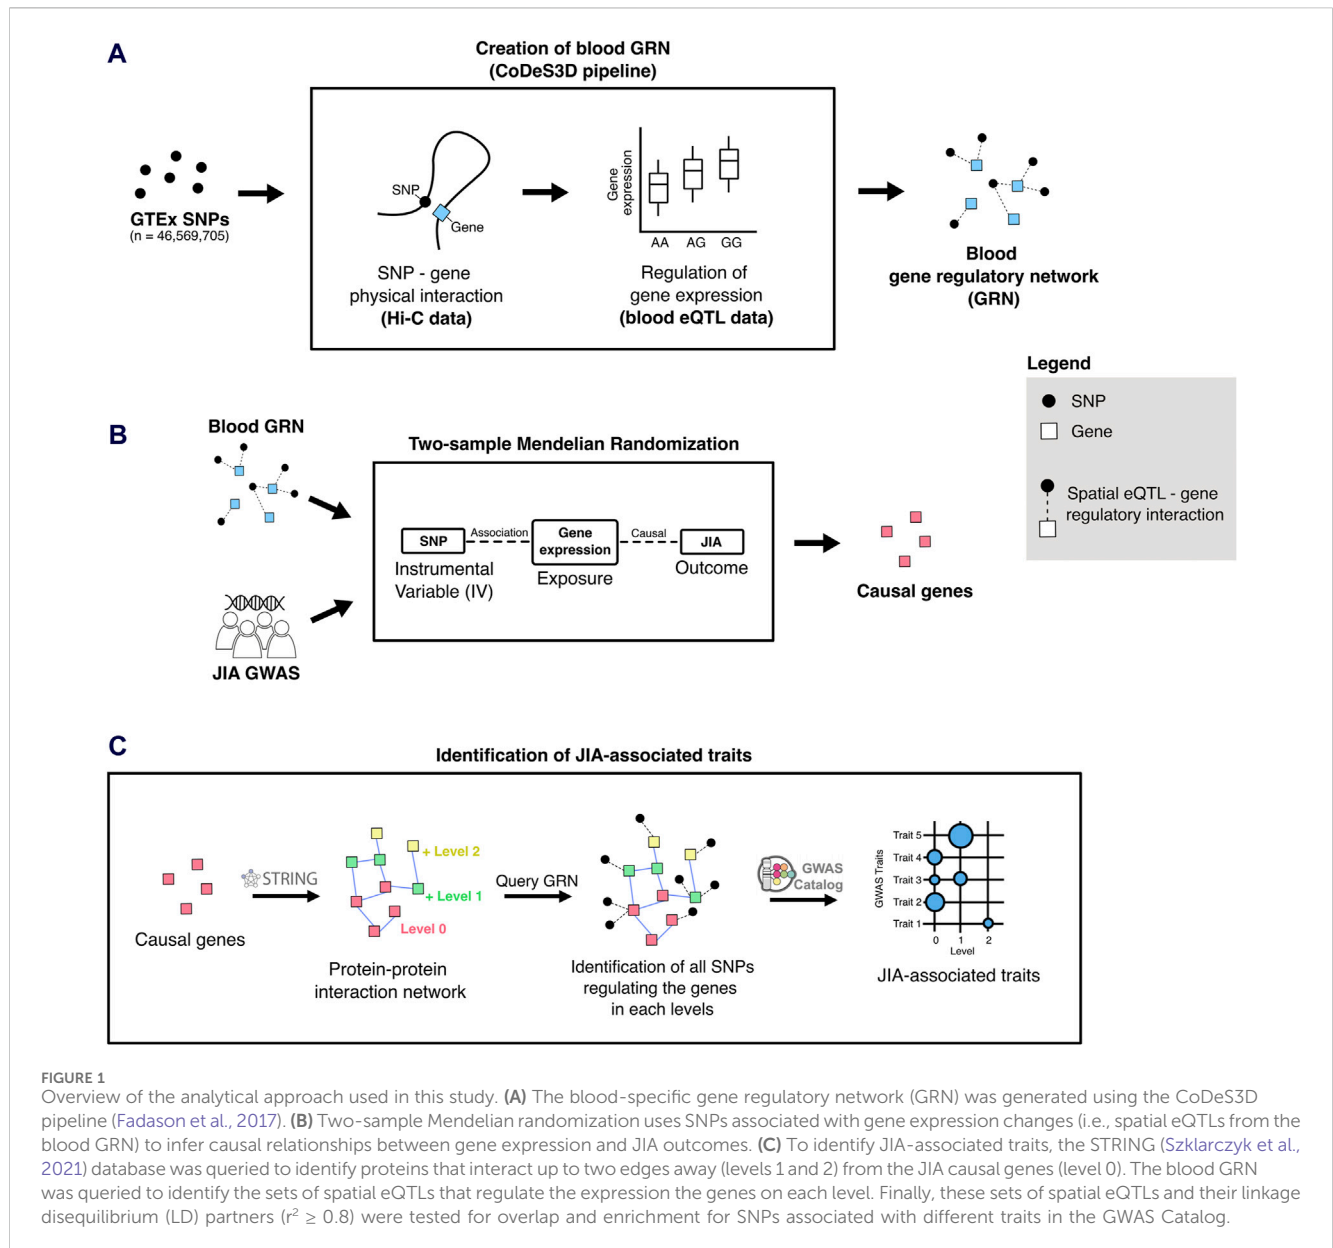 A
Creation of blood GRN
(CoDeS3D pipeline)
GTEx SNPs
(n = 46,569,705)
SNP
Gene
SNP - gene
physical interaction
(Hi-C data)
Gene
expression
AA AG GG
Regulation of
gene expression
(blood eQTL data)
Blood
gene regulatory network
(GRN)
Legend
SNP
Gene
Spatial eQTL - gene
regulatory interaction
B
Blood GRN
JIA GWAS
Two-sample Mendelian Randomization
SNP
Association
Gene
expression
Causal
JIA
Instrumental
Variable (IV)
Exposure
Outcome
Causal genes
C
Identification of JIA-associated traits
Causal genes
STRING
+ Level 2
+ Level 1
Level 0
Protein-protein
interaction network
Query GRN
Identification of all SNPs
regulating the genes
in each levels
GWAS
Catalog
GWAS Traits
Trait 5
Trait 4
Trait 3
Trait 2
Trait 1
0 1 2
Level
JIA-associated traits
FIGURE 1
Overview of the analytical approach used in this study. (A) The blood-specific gene regulatory network (GRN) was generated using the CoDeS3D
pipeline (Fadason et al., 2017). (B) Two-sample Mendelian randomization uses SNPs associated with gene expression changes (i.e., spatial eQTLs from the
blood GRN) to infer causal relationships between gene expression and JIA outcomes. (C) To identify JIA-associated traits, the STRING (Szklarczyk et al.,
2021) database was queried to identify proteins that interact up to two edges away (levels 1 and 2) from the JIA causal genes (level 0). The blood GRN
was queried to identify the sets of spatial eQTLs that regulate the expression the genes on each level. Finally, these sets of spatial eQTLs and their linkage
disequilibrium (LD) partners (r² ≥ 0.8) were tested for overlap and enrichment for SNPs associated with different traits in the GWAS Catalog.